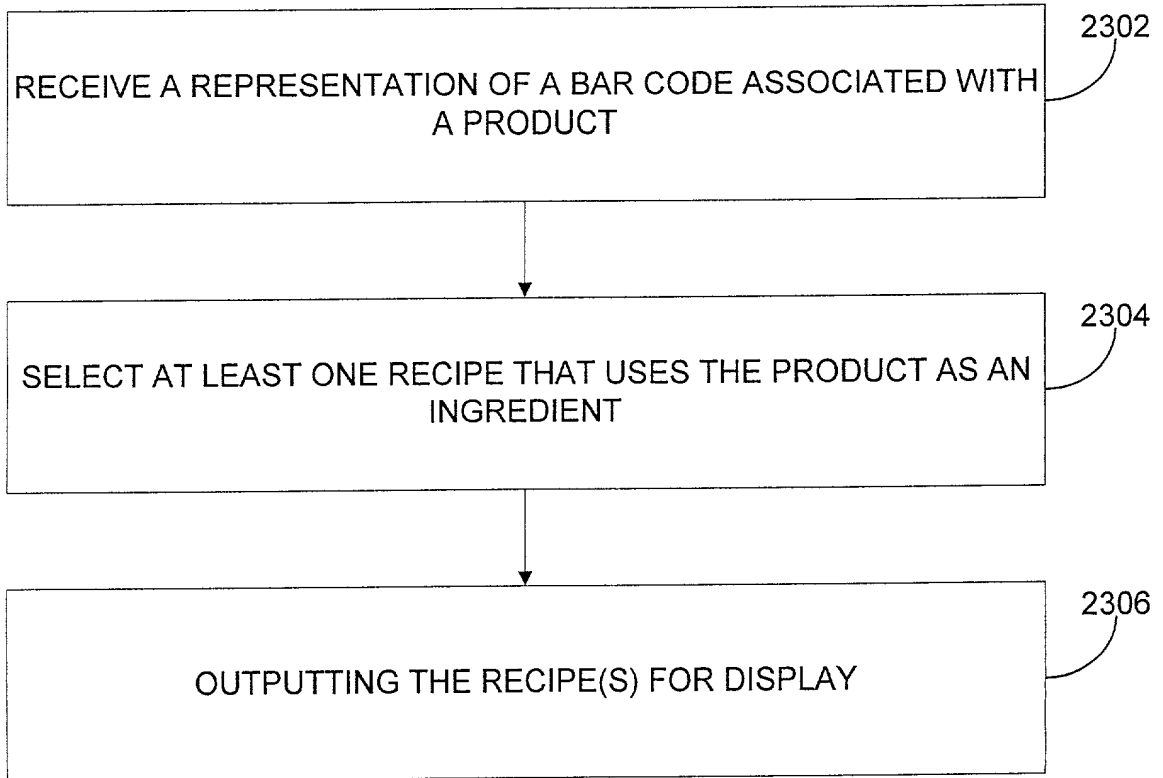 2302
RECEIVE A REPRESENTATION OF A BAR CODE ASSOCIATED WITH
A PRODUCT
2304
SELECT AT LEAST ONE RECIPE THAT USES THE PRODUCT AS AN
INGREDIENT
2306
OUTPUTTING THE RECIPE(S) FOR DISPLAY